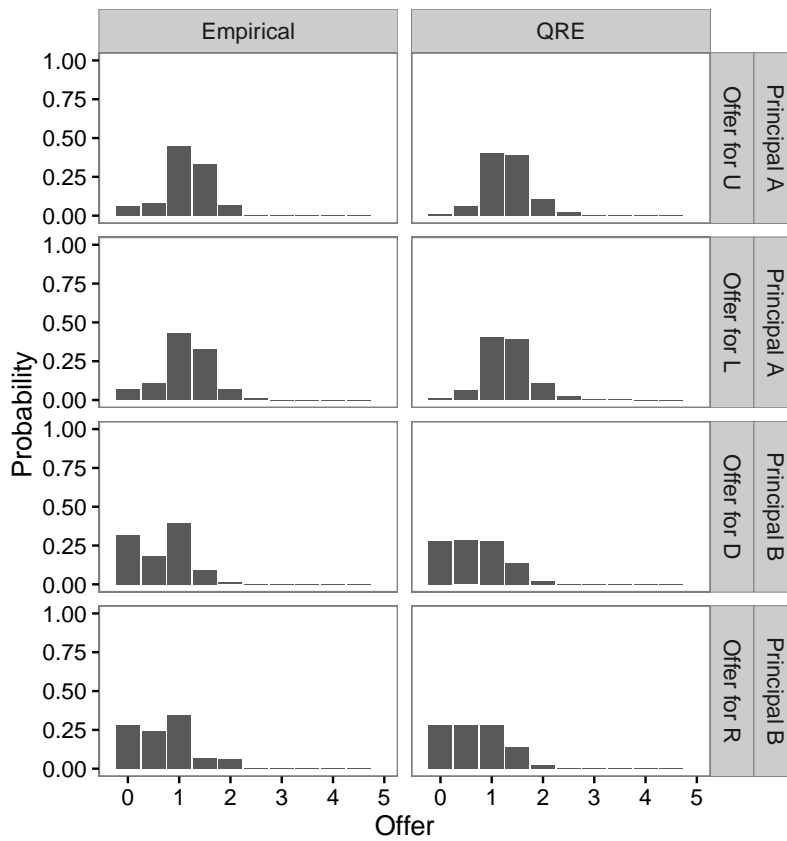 Empirical QRE
1.00
0.75
0.50
0.25
0.00
Offer for U
Principal A
1.00
0.75
0.50
0.25
0.00
Offer for L
Principal A
1.00
0.75
0.50
0.25
0.00
Offer for D
Principal B
1.00
0.75
0.50
0.25
0.00
Offer for R
Principal B
Probability
0 1 2 3 4 5 0 1 2 3 4 5
Offer